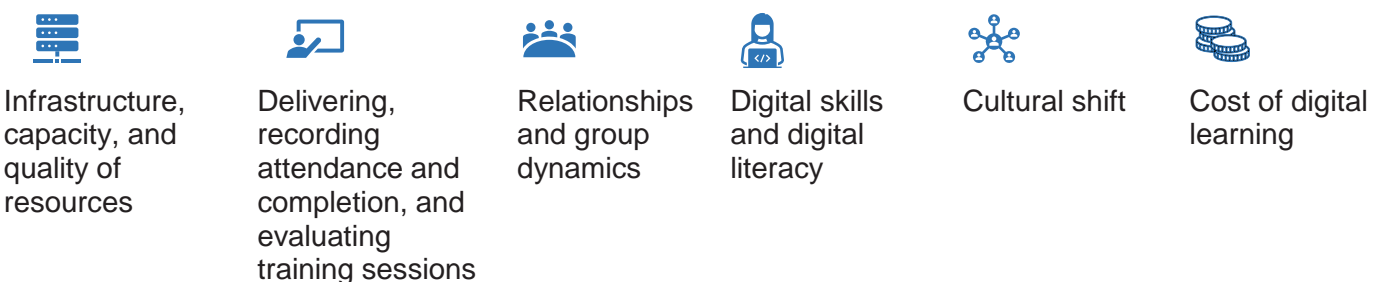 Infrastructure,
capacity, and
quality of
resources
Delivering,
recording
attendance and
completion, and
evaluating
training sessions
Relationships
and group
dynamics
Digital skills
and digital
literacy
Cultural shift
Cost of digital
learning